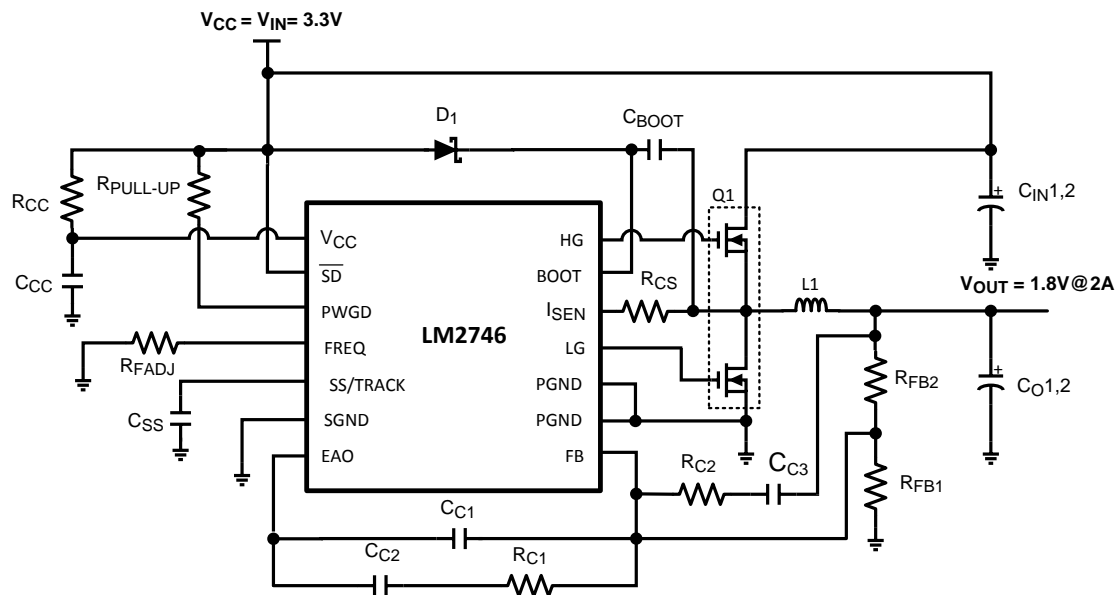 VCC = VIN= 3.3V
D1
CBOOT
RPULL-UP
RCC
Q1
CIN1,2
VCC
HG
SD
BOOT
RCS
CCC
L1
VOUT = 1.8V@2A
PWGD
ISEN
LM2746
FREQ
LG
RFADJ
RFB2
SS/TRACK
PGND
CO1,2
CSS
SGND
PGND
EAO
FB
RC2
CC3
RFB1
CC1
CC2
RC1